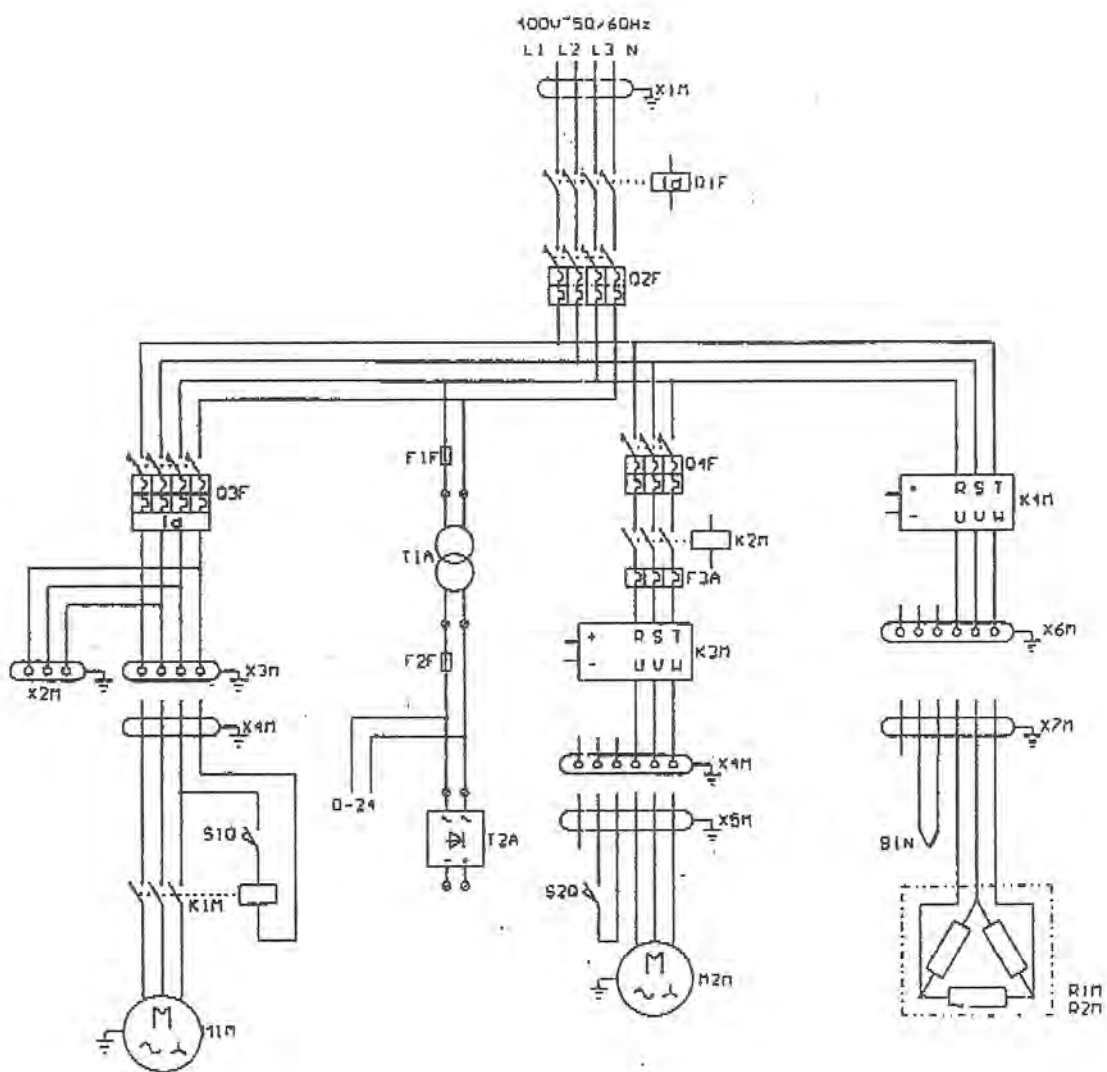 400V~50/60Hz
L1 L2 L3 N
X1M
Id Q1F
Q2F
F1F
Q3F
Id
Q4F
+ R S T
- U V W
K4M
T1A
K2M
F3A
X6M
+ R S T
- U V W
K3M
F2F
X2M
X3M
X4M
X7M
X4M
0-24
X5M
S1Q
T2A
B1N
K1M
S2Q
M
M2M
R1M
R2M
M
M1M